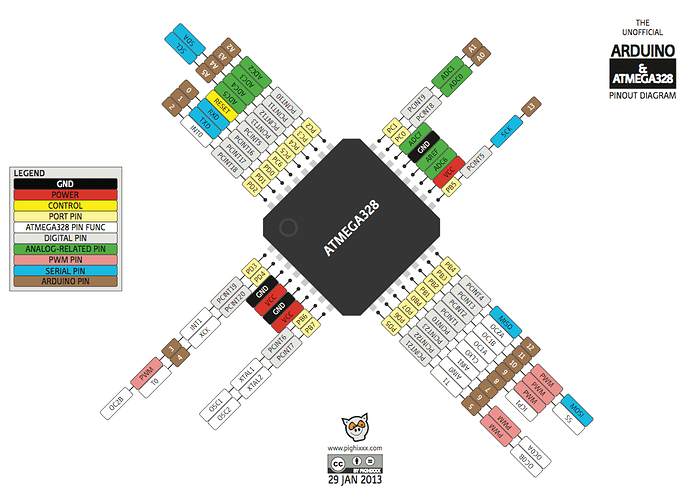 THE
UNOFFICIAL
ARDUINO
&
ATMEGA328
PINOUT DIAGRAM
LEGEND
GND
POWER
CONTROL
PORT PIN
ATMEGA328 PIN FUNC
DIGITAL PIN
ANALOG-RELATED PIN
PWM PIN
SERIAL PIN
ARDUINO PIN
ATMEGA328
SDA A4 ADC4 PCINT12 PC4
SCL A5 ADC5 PCINT13 PC5
A2 ADC2 PCINT10 PC2
A3 ADC3 PCINT11 PC3
RESET PCINT14 PC6
0 RXD PCINT16 PD0
1 TXD PCINT17 PD1
2 INT0 PCINT18 PD2
A1 ADC1 PCINT9 PC1
A0 ADC0 PCINT8 PC0
ADC7
GND
AREF
ADC6
VCC
13 SCK PCINT5 PB5
PD3 PCINT19 INT1 3 PWM OC2B
PD4 PCINT20 XCK 4 T0
GND
VCC
GND
VCC
PB6 PCINT6 XTAL1 OSC1
PB7 PCINT7 XTAL2 OSC2
PB4 PCINT4 MISO 12
PB3 PCINT3 OC2A 11 PWM MOSI
PB2 PCINT2 OC1B 10 PWM SS
PB1 PCINT1 OC1A 9 PWM
PB0 PCINT0 CLKO 8 ICP1
PD7 PCINT23 AIN1 7
PD6 PCINT22 AIN0 6 PWM OC0A
PD5 PCINT21 T1 5 PWM OC0B
www.pighixxx.com
cc BY
BY PIGHIXXX
29 JAN 2013